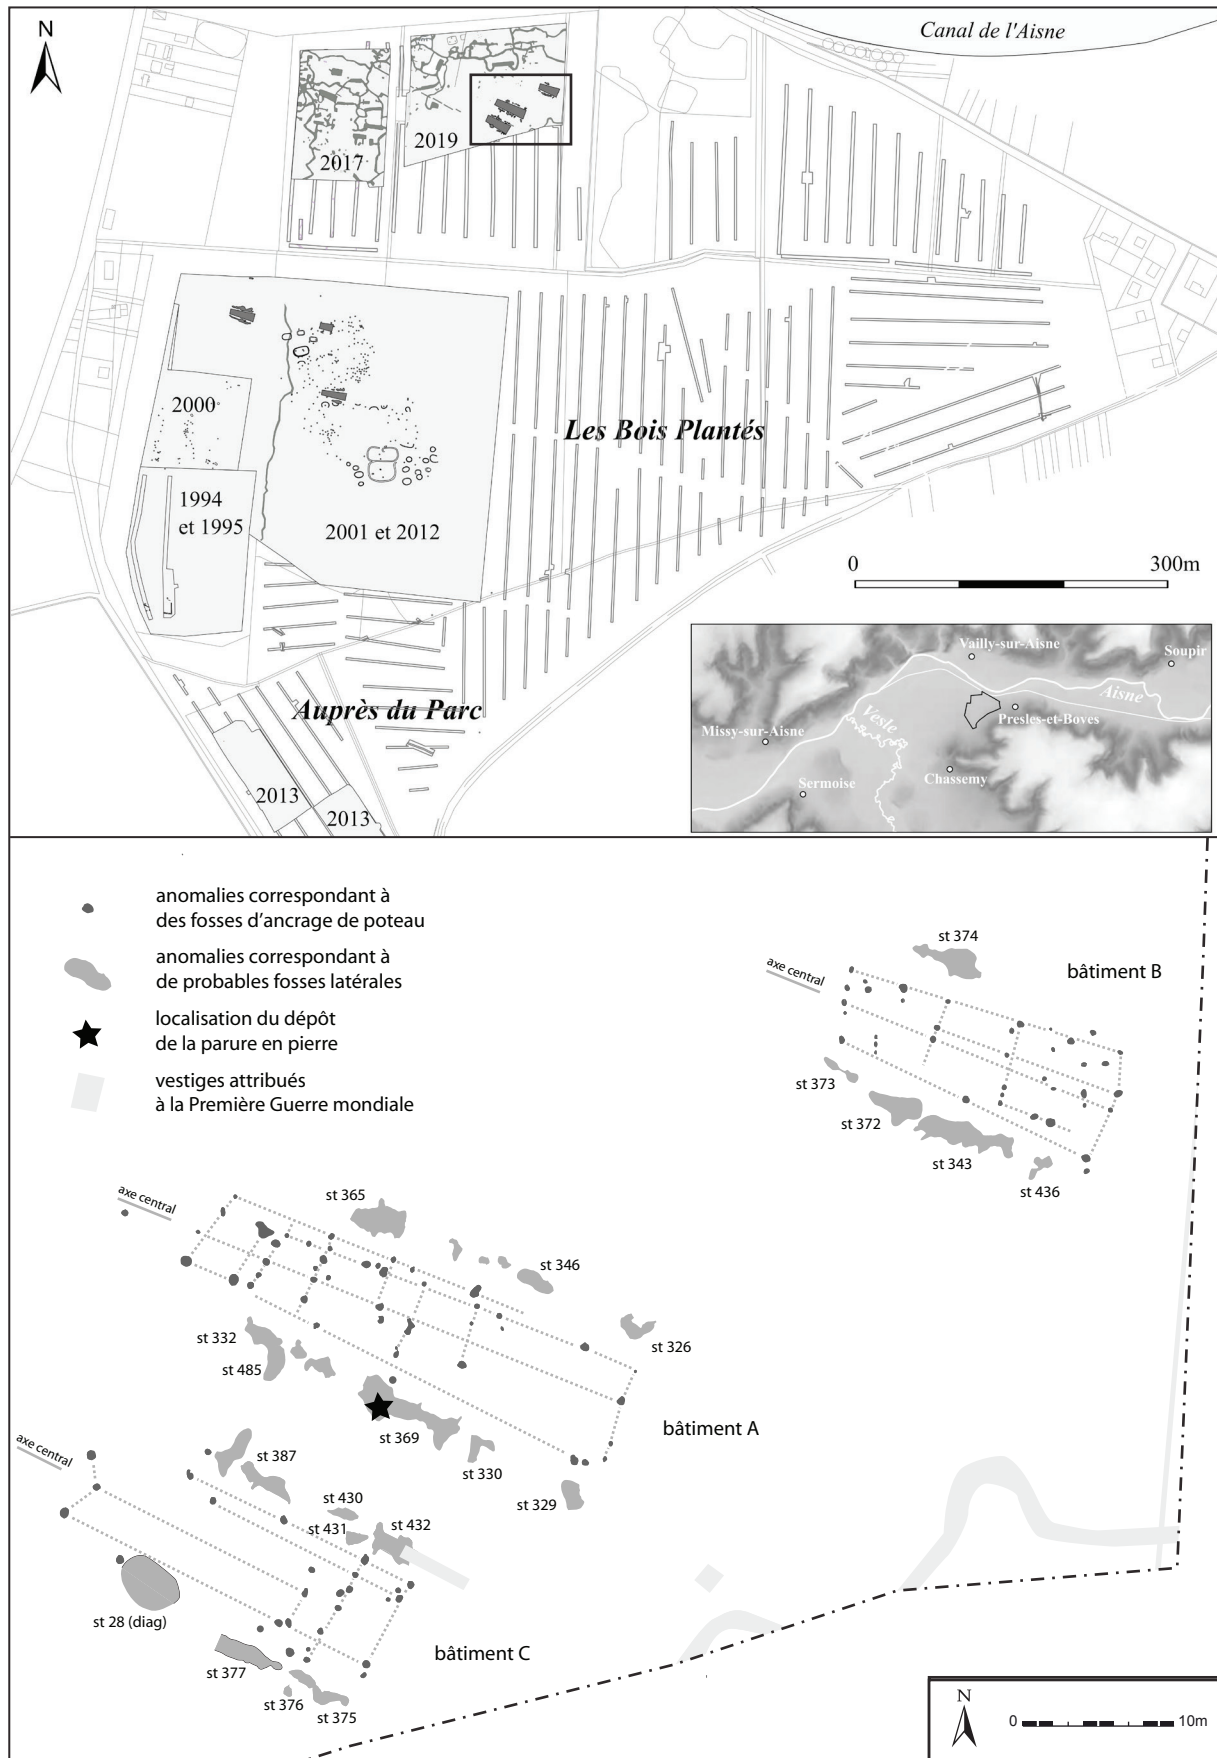 N
Canal de l'Aisne
2017
2019
2000
1994
et 1995
2001 et 2012
Les Bois Plantés
Auprès du Parc
2013
2013
0 300m
Vailly-sur-Aisne
Soupir
Aisne
Presles-et-Boves
Vesle
Missy-sur-Aisne
Chassemy
Sermoise
anomalies correspondant à
des fosses d'ancrage de poteau
anomalies correspondant à
de probables fosses latérales
localisation du dépôt
de la parure en pierre
vestiges attribués
à la Première Guerre mondiale
st 374
axe central
bâtiment B
st 373
st 372
st 343
st 436
axe central
st 365
st 346
st 326
st 332
st 485
st 369
bâtiment A
st 330
st 329
axe central
st 387
st 430
st 431
st 432
st 28 (diag)
bâtiment C
st 377
st 376
st 375
N
0 10m